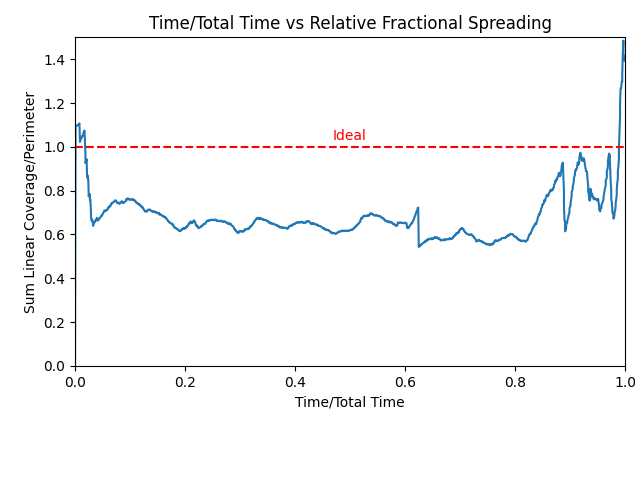 Time/Total Time vs Relative Fractional Spreading
Sum Linear Coverage/Perimeter
1.4
1.2
1.0
0.8
0.6
0.4
0.2
0.0
Ideal
0.0 0.2 0.4 0.6 0.8 1.0
Time/Total Time